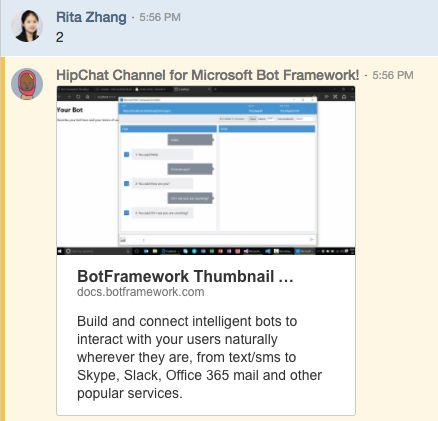 Rita Zhang · 5:56 PM
2
HipChat Channel for Microsoft Bot Framework! · 5:56 PM
Your Bot
BotFramework Thumbnail ...
docs.botframework.com
Build and connect intelligent bots to
interact with your users naturally
wherever they are, from text/sms to
Skype, Slack, Office 365 mail and other
popular services.